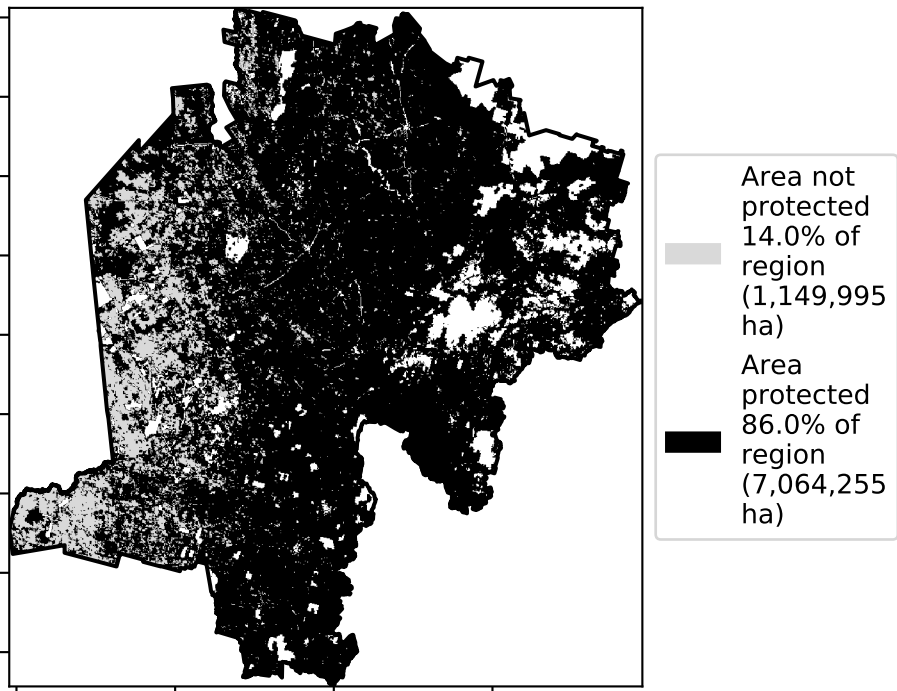 Area not
protected
14.0% of
region
(1,149,995
ha)
Area
protected
86.0% of
region
(7,064,255
ha)